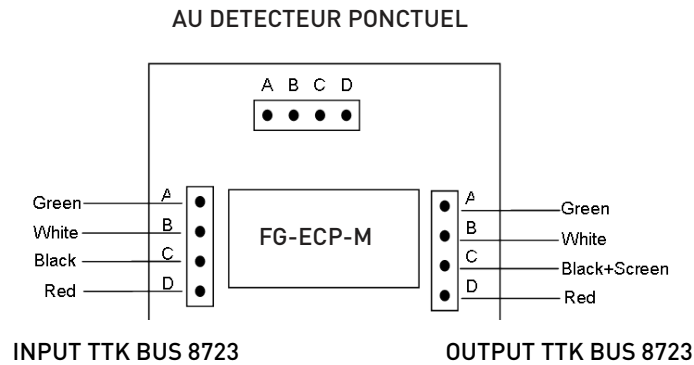 AU DETECTEUR PONCTUEL
A B C D
Green A
White B
Black C
Red D
FG-ECP-M
A Green
B White
C Black+Screen
D Red
INPUT TTK BUS 8723
OUTPUT TTK BUS 8723